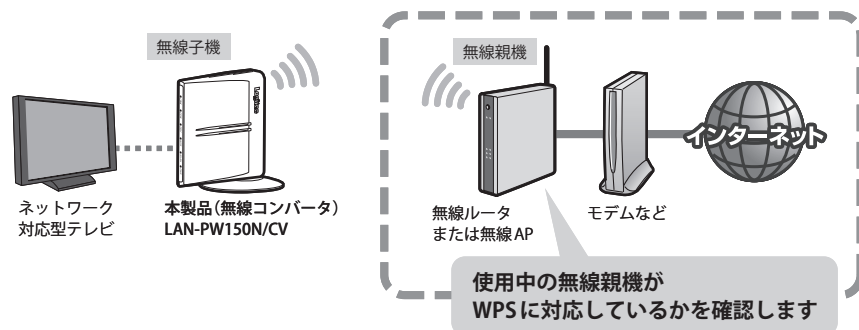 無線子機
Logitec
ネットワーク
対応型テレビ
本製品（無線コンバータ）
LAN-PW150N/CV
無線親機
インターネット
無線ルータ
または無線AP
モデムなど
使用中の無線親機が
WPSに対応しているかを確認します